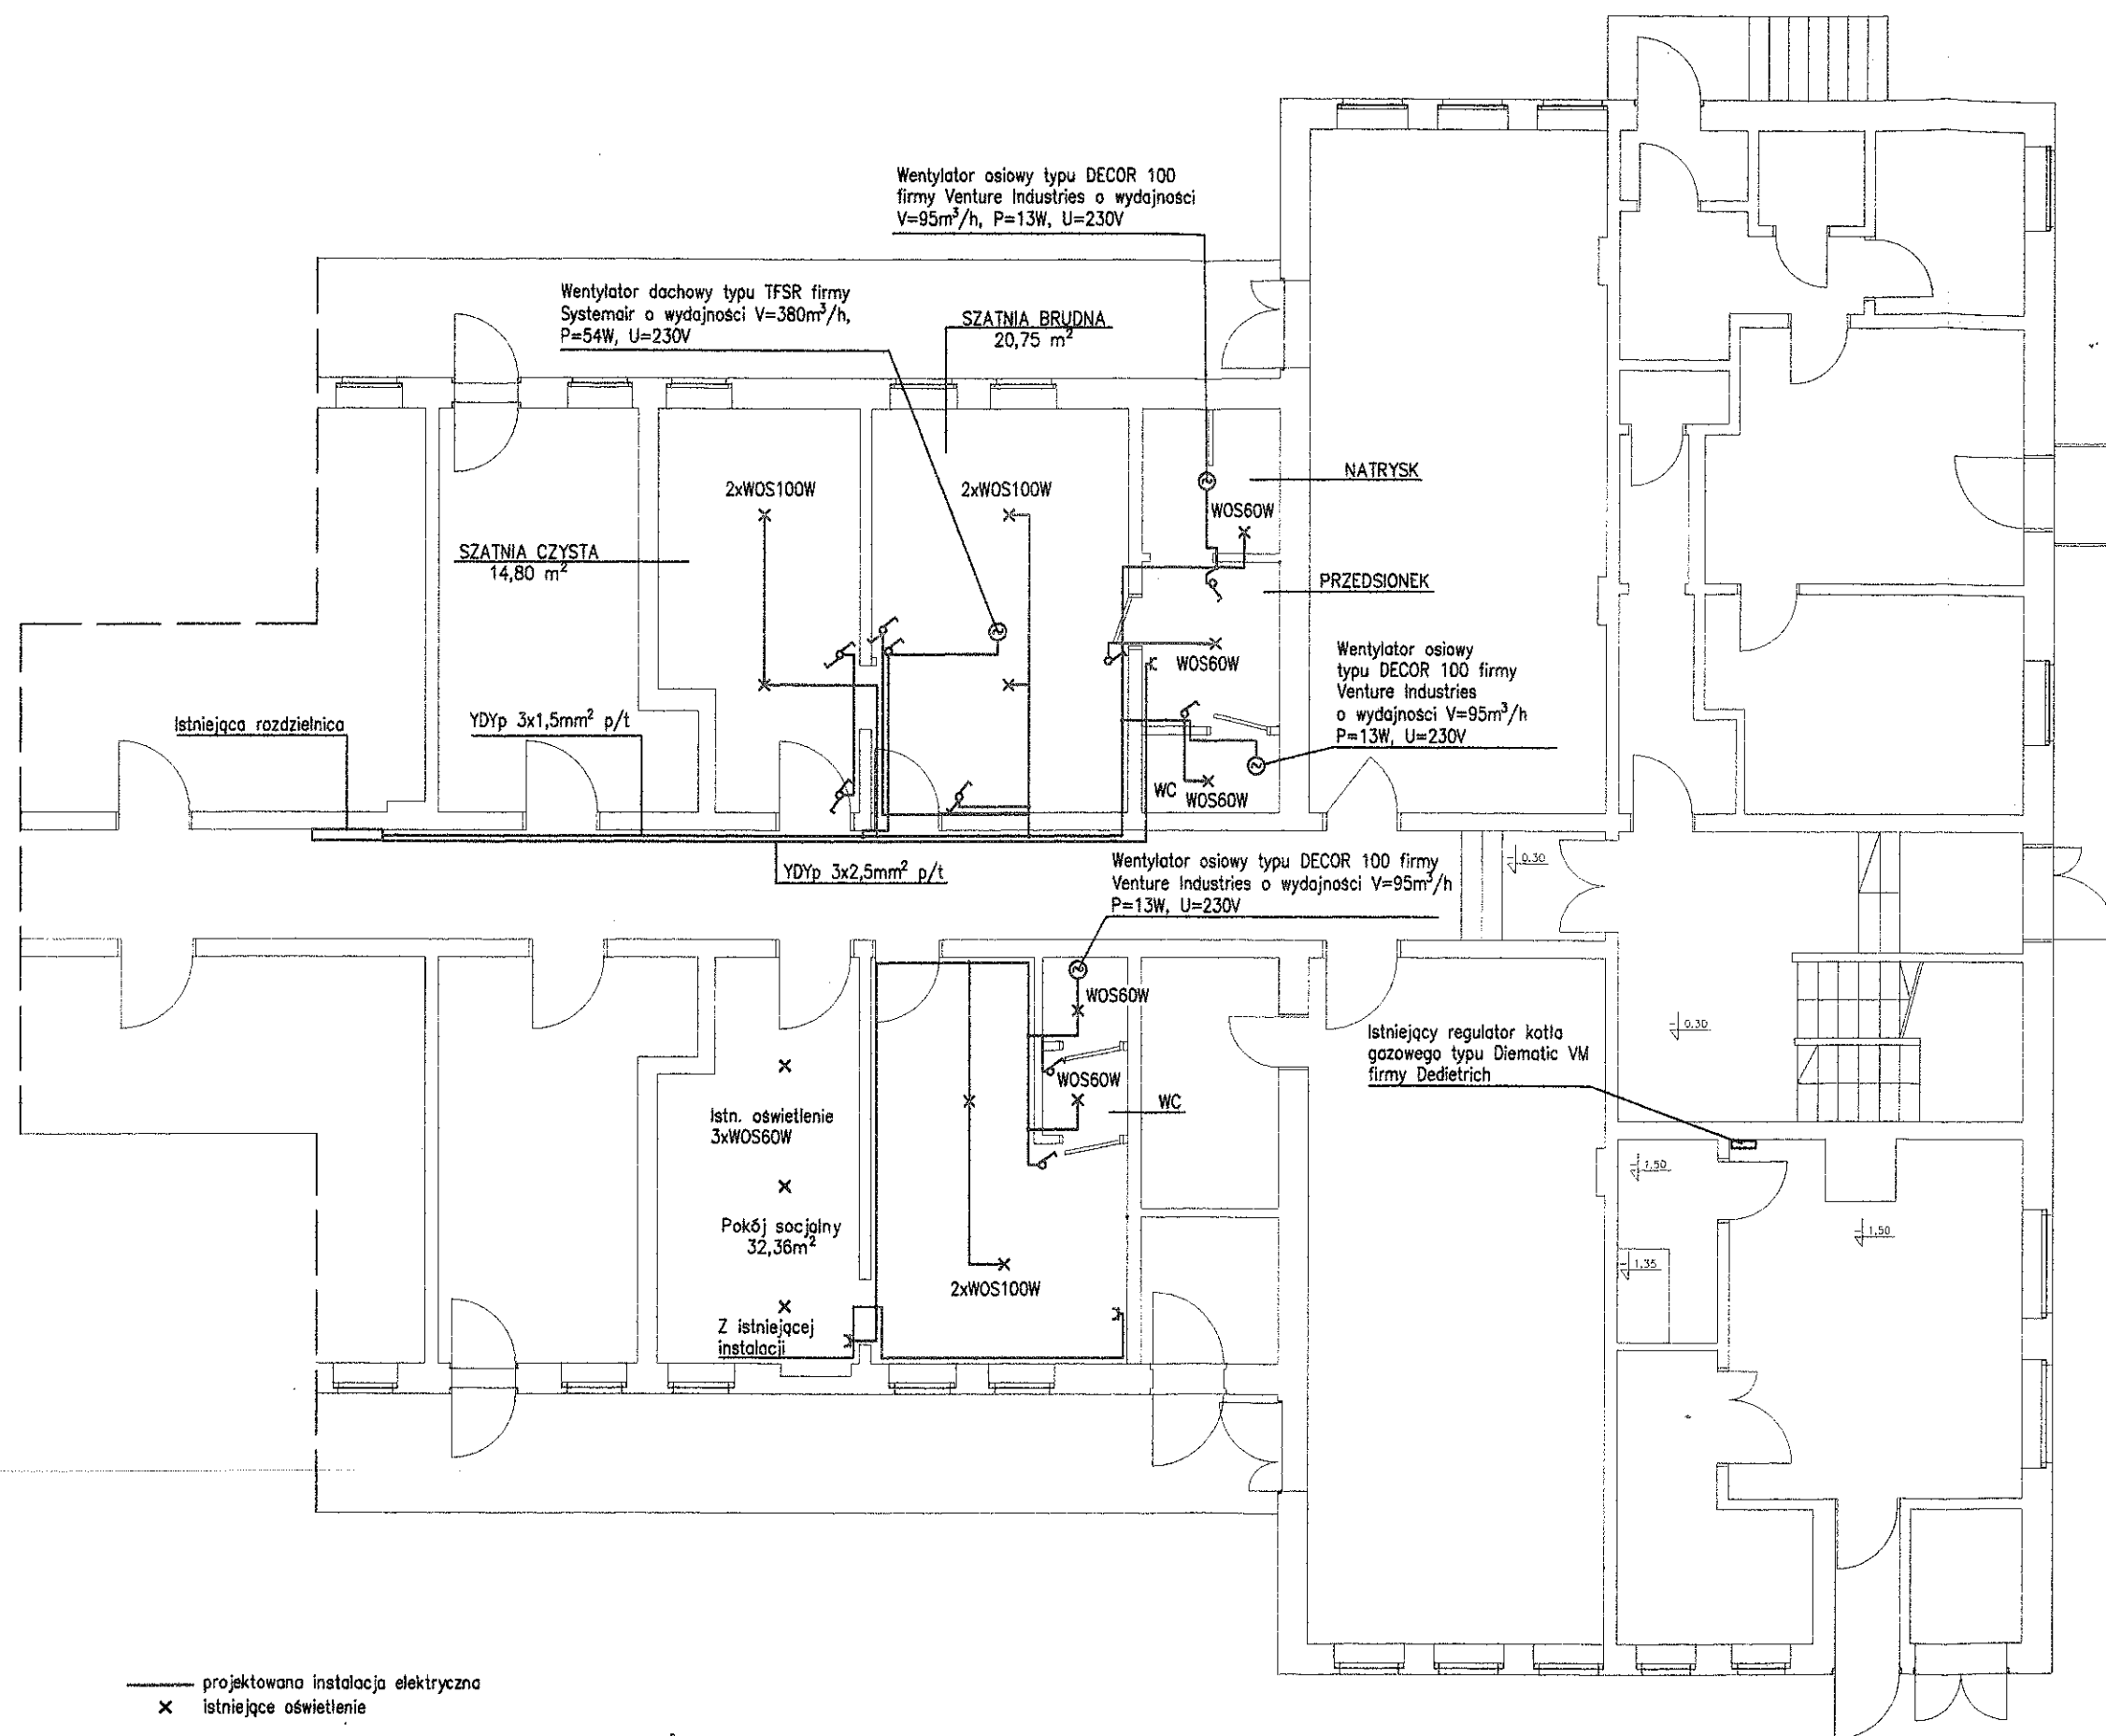 Wentylator osiowy typu DECOR 100
firmy Venture Industries o wydajności
V=95m³/h, P=13W, U=230V
Wentylator dachowy typu TFSR firmy
Systemair o wydajności V=380m³/h,
P=54W, U=230V
SZATNIA BRUDNA
20,75 m²
2xWOS100W
2xWOS100W
NATRYSK
WOS60W
SZATNIA CZYSTA
14,80 m²
PRZEDSIONEK
WOS60W
Wentylator osiowy
typu DECOR 100 firmy
Venture Industries
o wydajności V=95m³/h
P=13W, U=230V
Istniejąca rozdzielnica
YDYp 3x1,5mm² p/t
WC
WOS60W
YDYp 3x2,5mm² p/t
Wentylator osiowy typu DECOR 100 firmy
Venture Industries o wydajności V=95m³/h
P=13W, U=230V
0.30
WOS60W
0.30
Istniejący regulator kotła
gazowego typu Diematic VM
firmy Dedietrich
WOS60W
WC
Istn. oświetlenie
3xWOS60W
1,50
Pokój socjalny
32,36m²
1,50
1,35
2xWOS100W
Z istniejącej
instalacji
projektowana instalacja elektryczna
istniejące oświetlenie